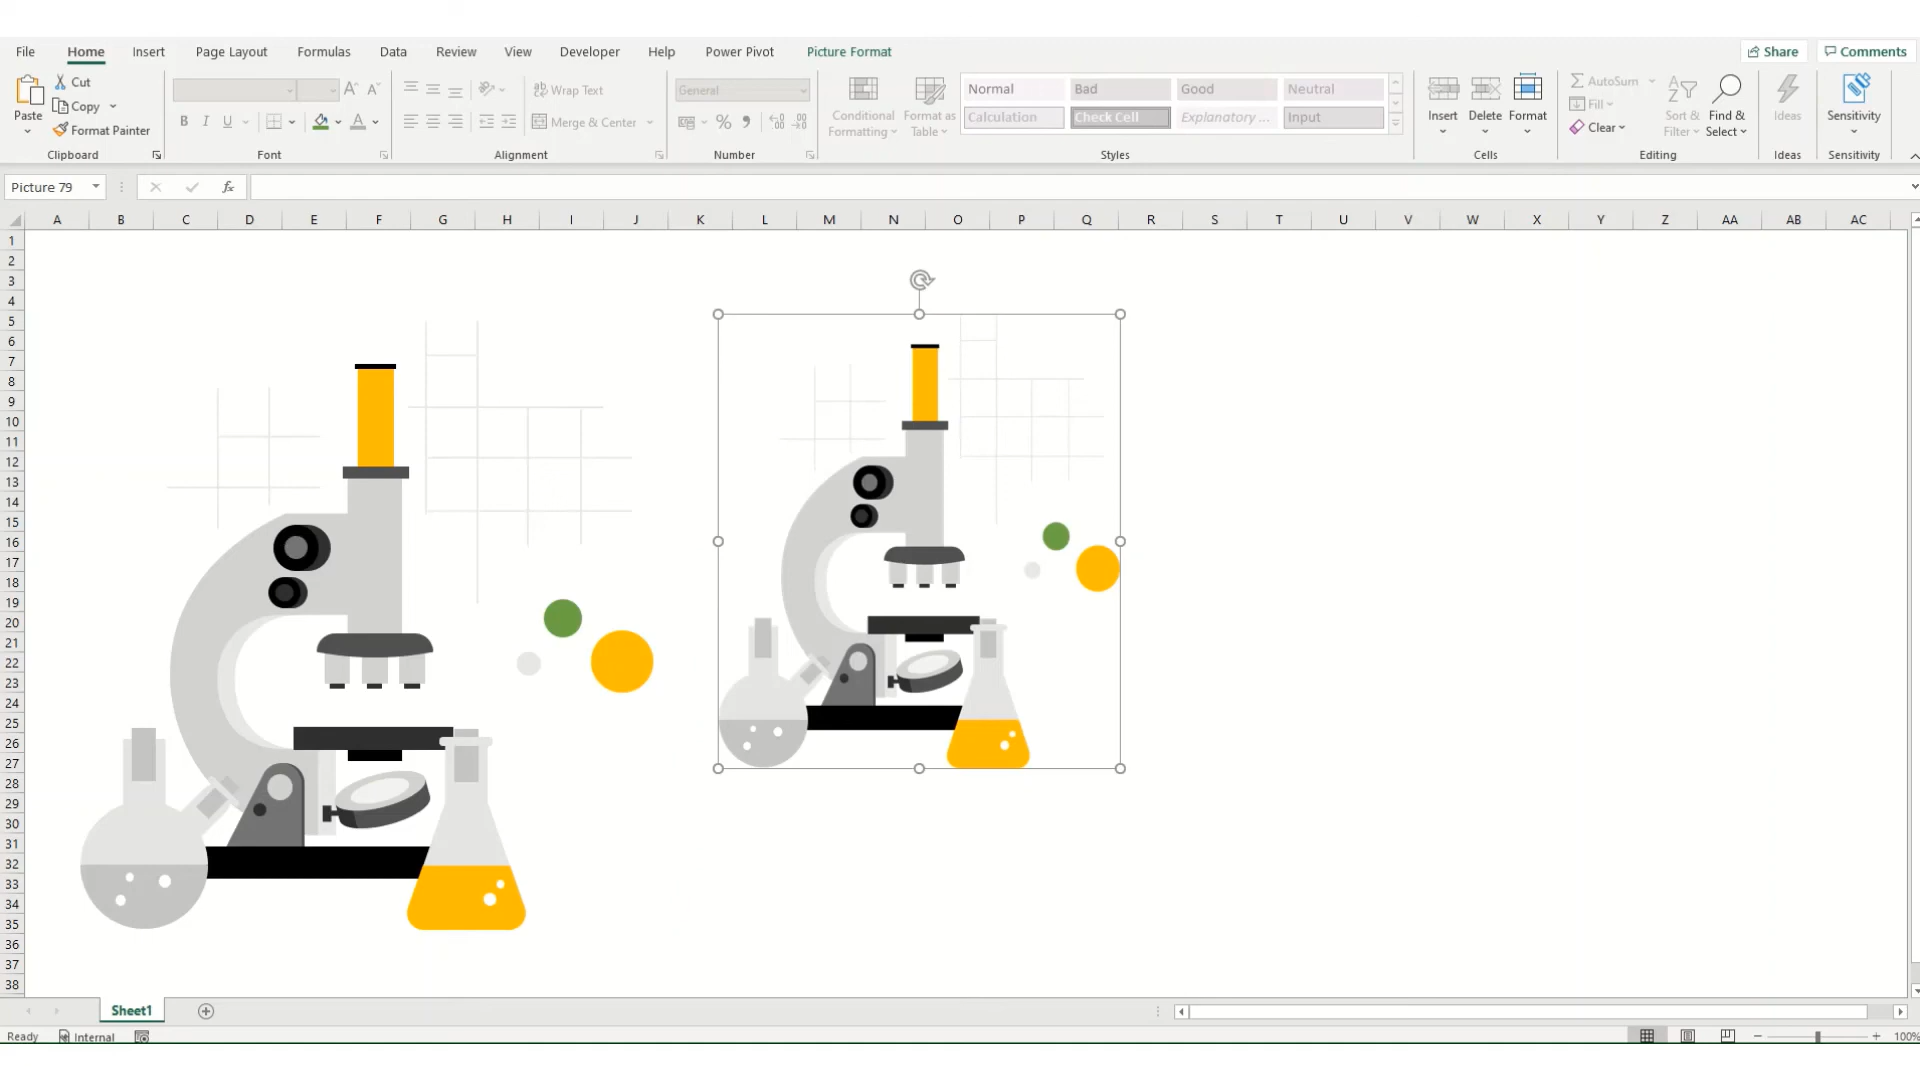 File Home Insert Page Layout Formulas Data Review View Developer Help Power Pivot Picture Format Share Comments
Paste
Cut
Copy
Format Painter
Clipboard
B I U
A A
A
Font
Wrap Text
Merge & Center
Alignment
General
% 9
Number
Conditional
Formatting
Format as
Table
Normal Bad Good Neutral
Calculation Check Cell Explanatory ... Input
Styles
Insert Delete Format
Cells
AutoSum
Fill
Clear
Sort &
Filter
Find &
Select
Editing
Ideas
Ideas
Sensitivity
Sensitivity
Picture 79 fx
A B C D E F G H I J K L M N O P Q R S T U V W X Y Z AA AB AC
1
2
3
4
5
6
7
8
9
10
11
12
13
14
15
16
17
18
19
20
21
22
23
24
25
26
27
28
29
30
31
32
33
34
35
36
37
38
Sheet1
Ready Internal 100%